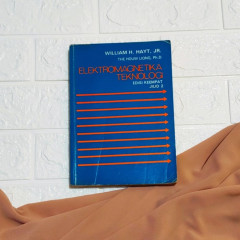 WILLIAM H. HAYT, JR.
THE HOUW LIONG, Ph.D
ELEKTROMAGNETIKA
TEKNOLOGI
EDISI KEEMPAT
JILID 2